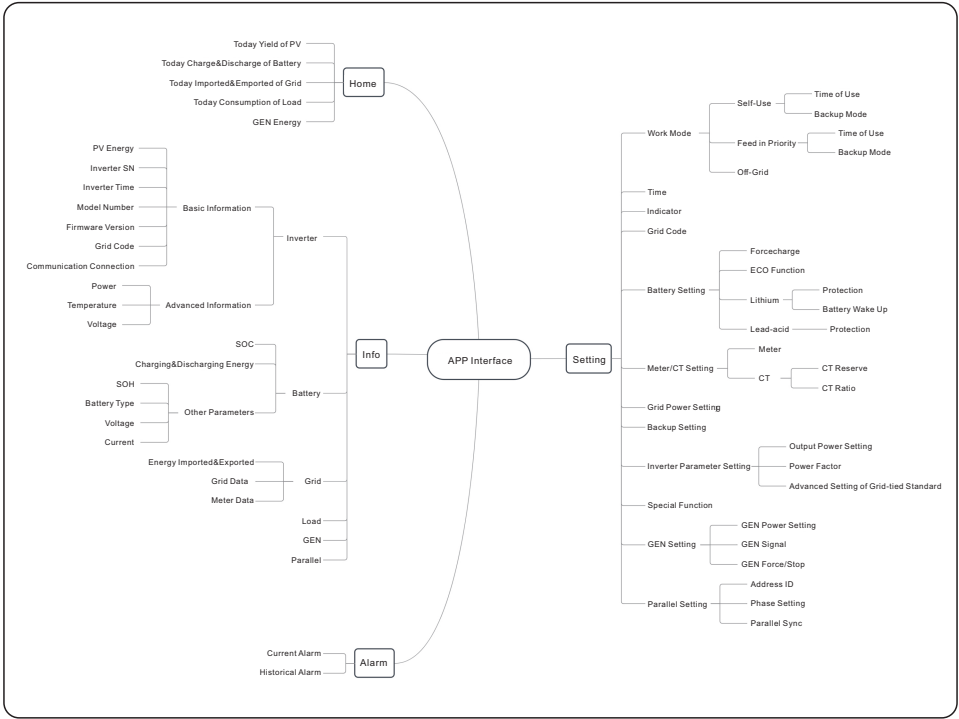 Today Yield of PV
Today Charge&Discharge of Battery
Today Imported&Emported of Grid
Today Consumption of Load
GEN Energy
Home
PV Energy
Inverter SN
Inverter Time
Model Number
Firmware Version
Grid Code
Communication Connection
Basic Information
Power
Temperature
Voltage
Advanced Information
Inverter
SOC
Charging&Discharging Energy
SOH
Battery Type
Voltage
Current
Other Parameters
Battery
Energy Imported&Exported
Grid Data
Meter Data
Grid
Load
GEN
Parallel
Info
Current Alarm
Historical Alarm
Alarm
APP Interface
Setting
Work Mode
Self-Use
Time of Use
Backup Mode
Feed in Priority
Time of Use
Backup Mode
Off-Grid
Time
Indicator
Grid Code
Battery Setting
Forcecharge
ECO Function
Lithium
Protection
Battery Wake Up
Lead-acid
Protection
Meter/CT Setting
Meter
CT
CT Reserve
CT Ratio
Grid Power Setting
Backup Setting
Inverter Parameter Setting
Output Power Setting
Power Factor
Advanced Setting of Grid-tied Standard
Special Function
GEN Setting
GEN Power Setting
GEN Signal
GEN Force/Stop
Parallel Setting
Address ID
Phase Setting
Parallel Sync